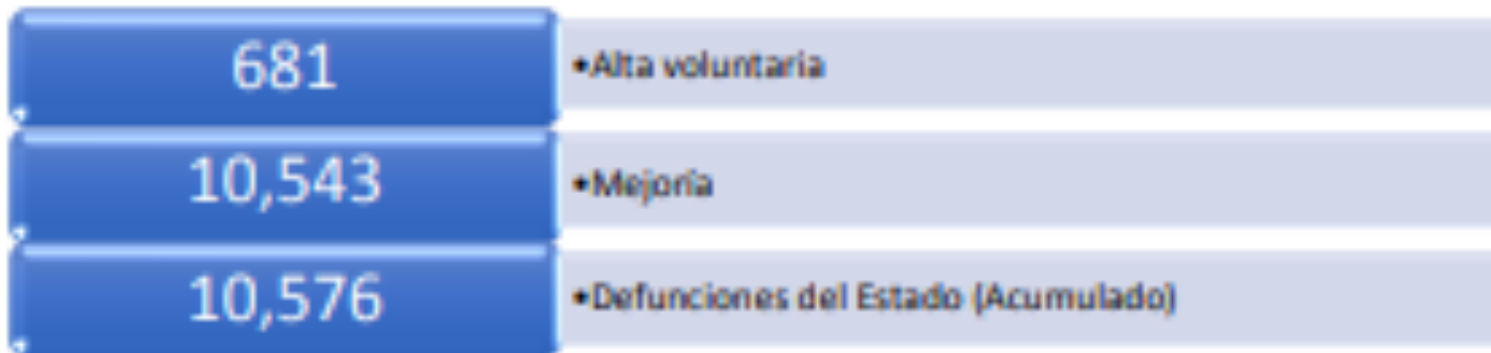 681
•Alta voluntaria
10,543
•Mejoría
10,576
•Defunciones del Estado (Acumulado)